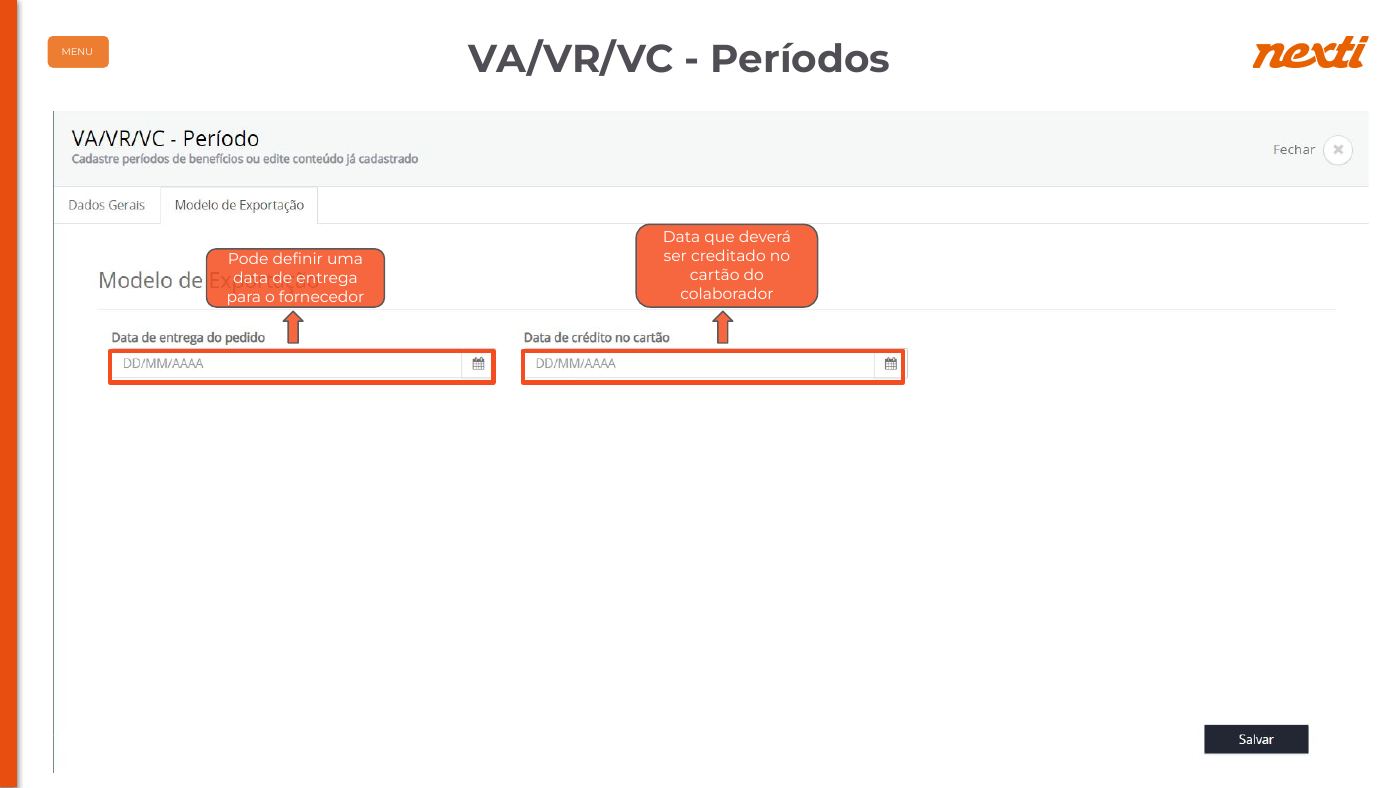 MENU
VA/VR/VC - Períodos
nexti
VA/VR/VC - Período
Cadastre períodos de benefícios ou edite conteúdo já cadastrado
Fechar
Dados Gerais
Modelo de Exportação
Modelo de Exportação
Pode definir uma
data de entrega
para o fornecedor
Data que deverá
ser creditado no
cartão do
colaborador
Data de entrega do pedido
Data de crédito no cartão
DD/MM/AAAA
DD/MM/AAAA
Salvar